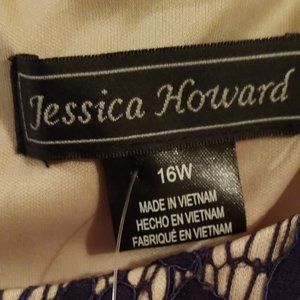 Jessica Howard
16W
MADE IN VIETNAM
HECHO EN VIETNAM
FABRIQUÉ EN VIETNAM